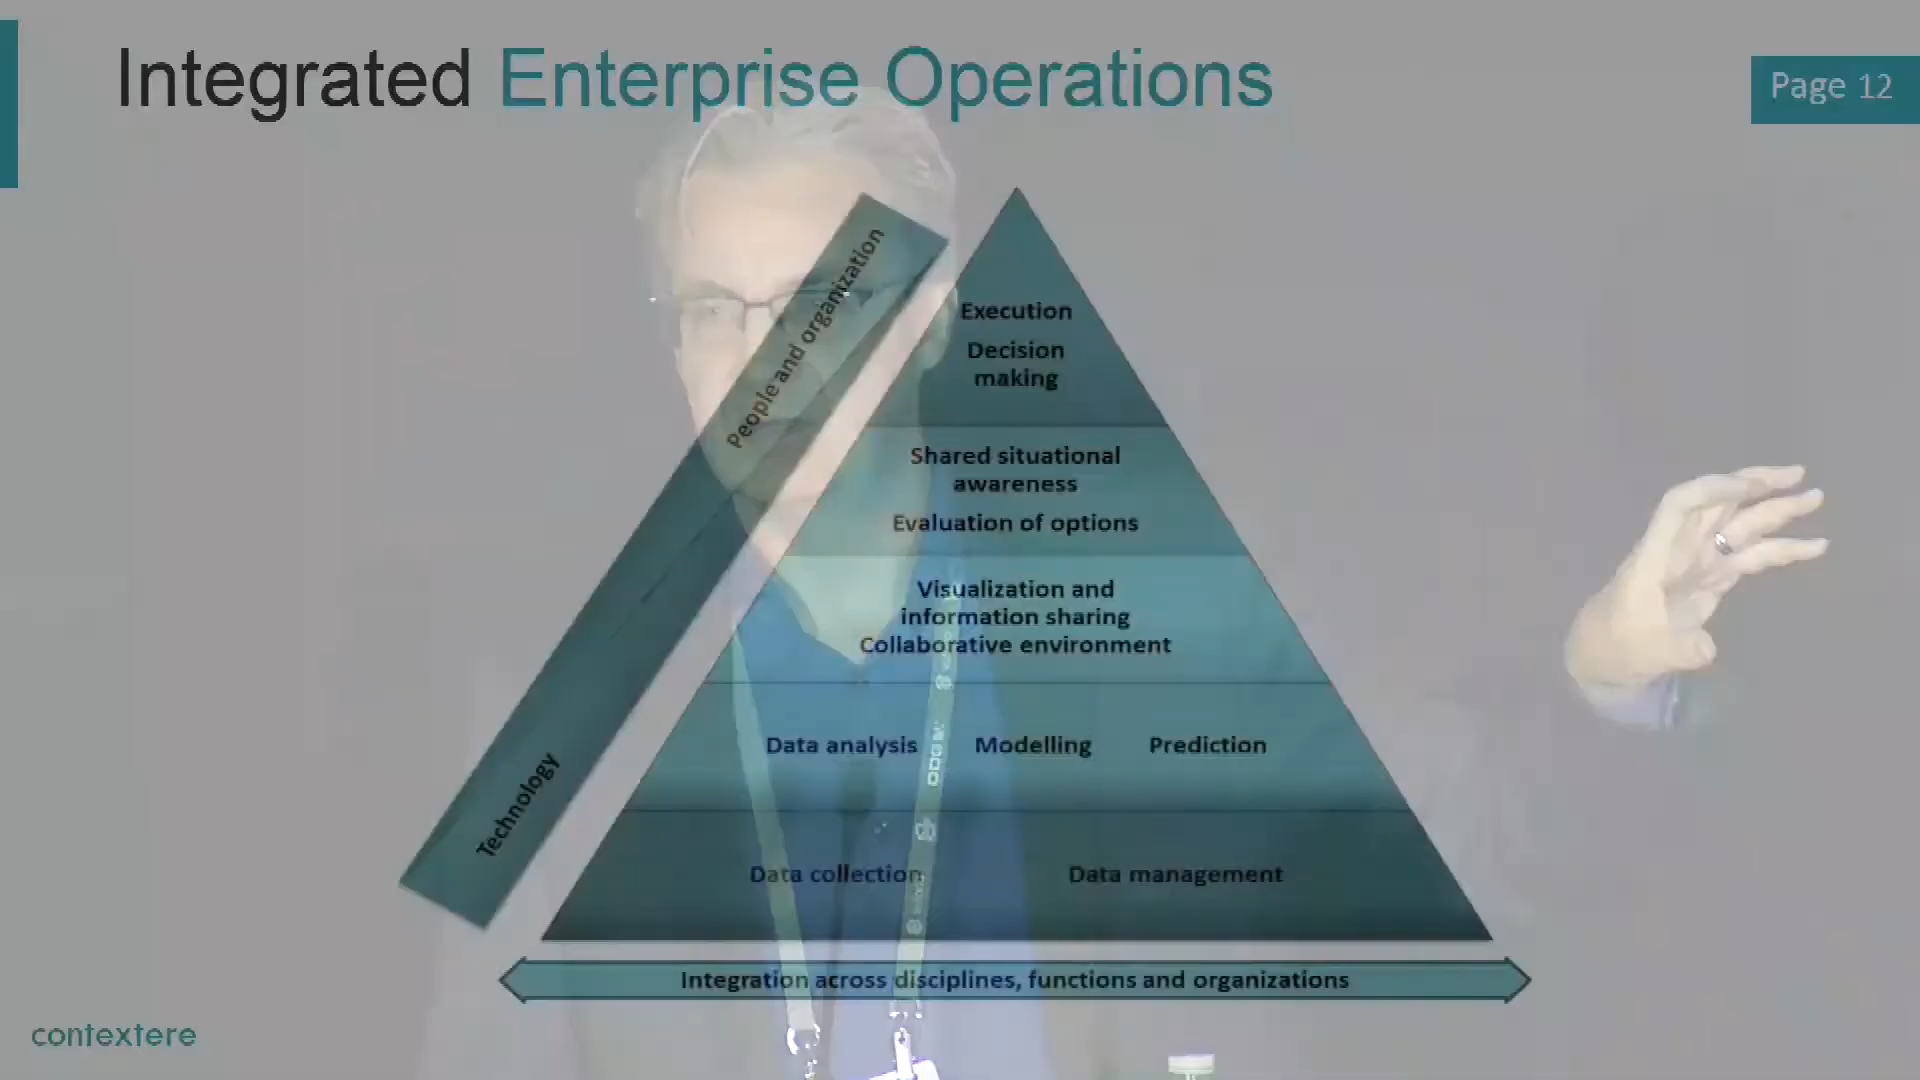 Integrated Enterprise Operations
Page 12
People and organization
Technology
Execution
Decision
making
Shared situational
awareness
Evaluation of options
Visualization and
information sharing
Collaborative environment
Data analysis Modelling Prediction
Data collection Data management
Integration across disciplines, functions and organizations
contextere